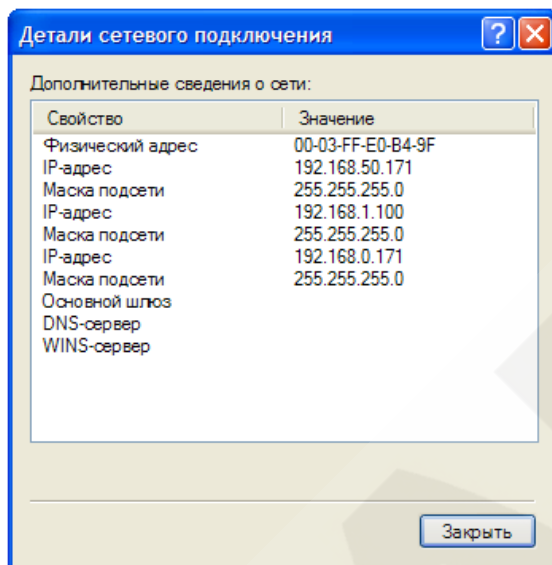 Детали сетевого подключения
Дополнительные сведения о сети:
Свойство Значение
Физический адрес 00-03-FF-E0-B4-9F
IP-адрес 192.168.50.171
Маска подсети 255.255.255.0
IP-адрес 192.168.1.100
Маска подсети 255.255.255.0
IP-адрес 192.168.0.171
Маска подсети 255.255.255.0
Основной шлюз
DNS-сервер
WINS-сервер
Закрыть